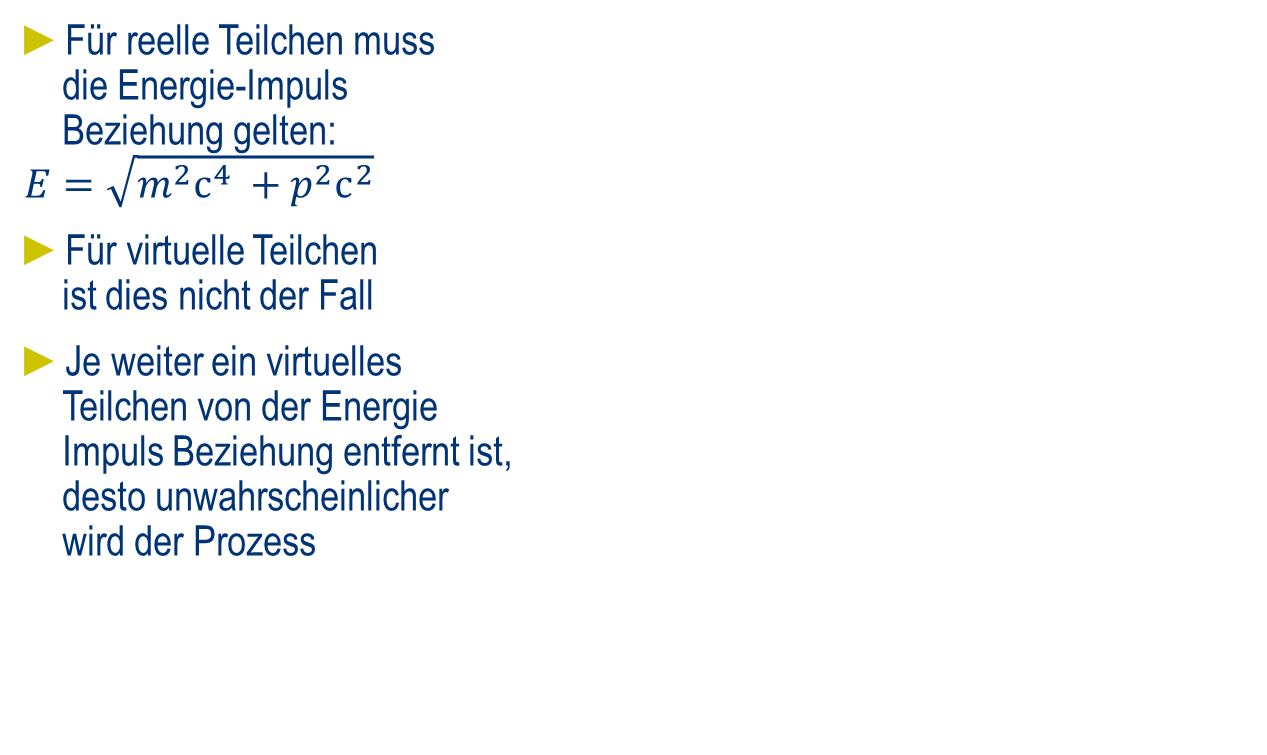 ► Für reelle Teilchen muss
die Energie-Impuls
Beziehung gelten:
E = √(m²c⁴ + p²c²)
► Für virtuelle Teilchen
ist dies nicht der Fall
► Je weiter ein virtuelles
Teilchen von der Energie
Impuls Beziehung entfernt ist,
desto unwahrscheinlicher
wird der Prozess